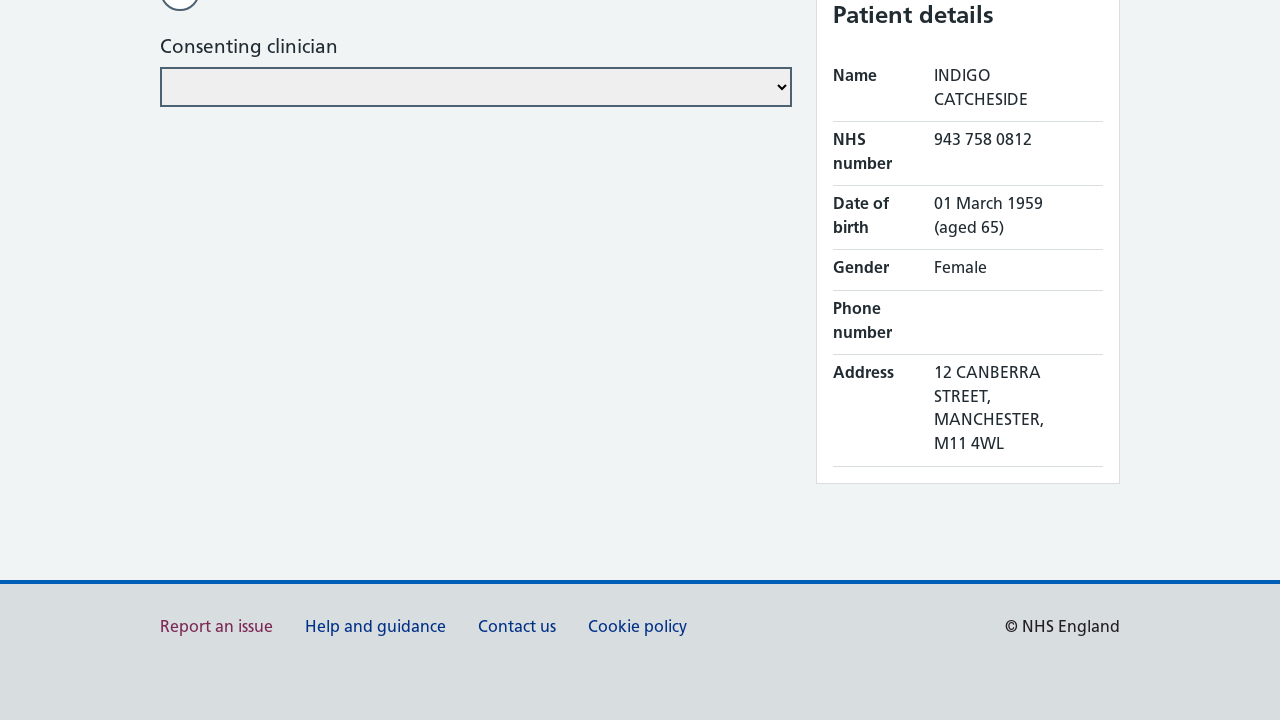 Consenting clinician
Patient details
Name INDIGO
CATCHESIDE
NHS 943 758 0812
number
Date of 01 March 1959
birth (aged 65)
Gender Female
Phone
number
Address 12 CANBERRA
STREET,
MANCHESTER,
M11 4WL
Report an issue Help and guidance Contact us Cookie policy © NHS England